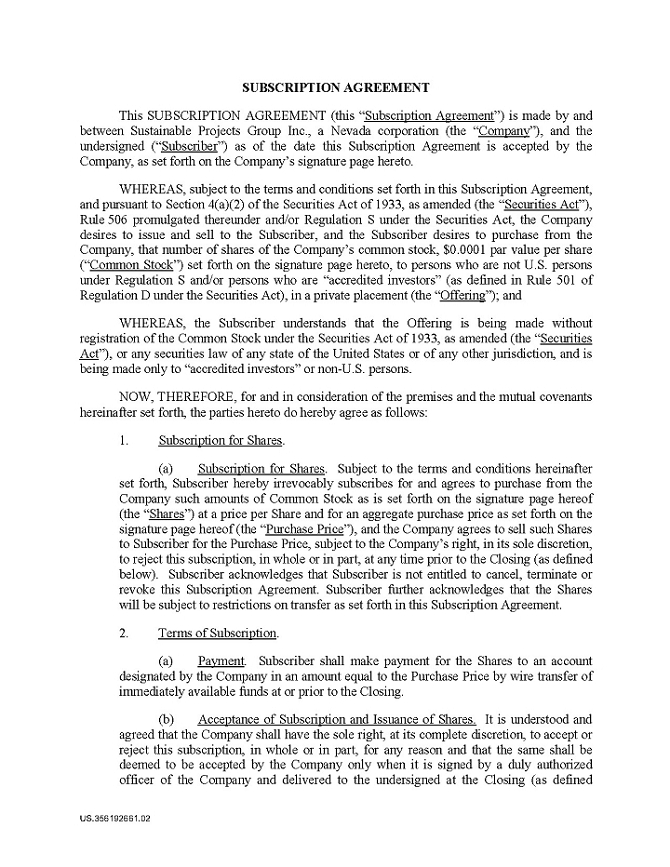 SUBSCRIPTION AGREEMENT
This SUBSCRIPTION AGREEMENT (this “Subscription Agreement”) is made by and
between Sustainable Projects Group Inc., a Nevada corporation (the “Company”), and the
undersigned (“Subscriber”) as of the date this Subscription Agreement is accepted by the
Company, as set forth on the Company’s signature page hereto.
WHEREAS, subject to the terms and conditions set forth in this Subscription Agreement,
and pursuant to Section 4(a)(2) of the Securities Act of 1933, as amended (the “Securities Act”),
Rule 506 promulgated thereunder and/or Regulation S under the Securities Act, the Company
desires to issue and sell to the Subscriber, and the Subscriber desires to purchase from the
Company, that number of shares of the Company’s common stock, $0.0001 par value per share
(“Common Stock”) set forth on the signature page hereto, to persons who are not U.S. persons
under Regulation S and/or persons who are “accredited investors” (as defined in Rule 501 of
Regulation D under the Securities Act), in a private placement (the “Offering”); and
WHEREAS, the Subscriber understands that the Offering is being made without
registration of the Common Stock under the Securities Act of 1933, as amended (the “Securities
Act”), or any securities law of any state of the United States or of any other jurisdiction, and is
being made only to “accredited investors” or non-U.S. persons.
NOW, THEREFORE, for and in consideration of the premises and the mutual covenants
hereinafter set forth, the parties hereto do hereby agree as follows:
1. Subscription for Shares.
(a) Subscription for Shares. Subject to the terms and conditions hereinafter
set forth, Subscriber hereby irrevocably subscribes for and agrees to purchase from the
Company such amounts of Common Stock as is set forth on the signature page hereof
(the “Shares”) at a price per Share and for an aggregate purchase price as set forth on the
signature page hereof (the “Purchase Price”), and the Company agrees to sell such Shares
to Subscriber for the Purchase Price, subject to the Company’s right, in its sole discretion,
to reject this subscription, in whole or in part, at any time prior to the Closing (as defined
below). Subscriber acknowledges that Subscriber is not entitled to cancel, terminate or
revoke this Subscription Agreement. Subscriber further acknowledges that the Shares
will be subject to restrictions on transfer as set forth in this Subscription Agreement.
2. Terms of Subscription.
(a) Payment. Subscriber shall make payment for the Shares to an account
designated by the Company in an amount equal to the Purchase Price by wire transfer of
immediately available funds at or prior to the Closing.
(b) Acceptance of Subscription and Issuance of Shares. It is understood and
agreed that the Company shall have the sole right, at its complete discretion, to accept or
reject this subscription, in whole or in part, for any reason and that the same shall be
deemed to be accepted by the Company only when it is signed by a duly authorized
officer of the Company and delivered to the undersigned at the Closing (as defined
US.356192661.02